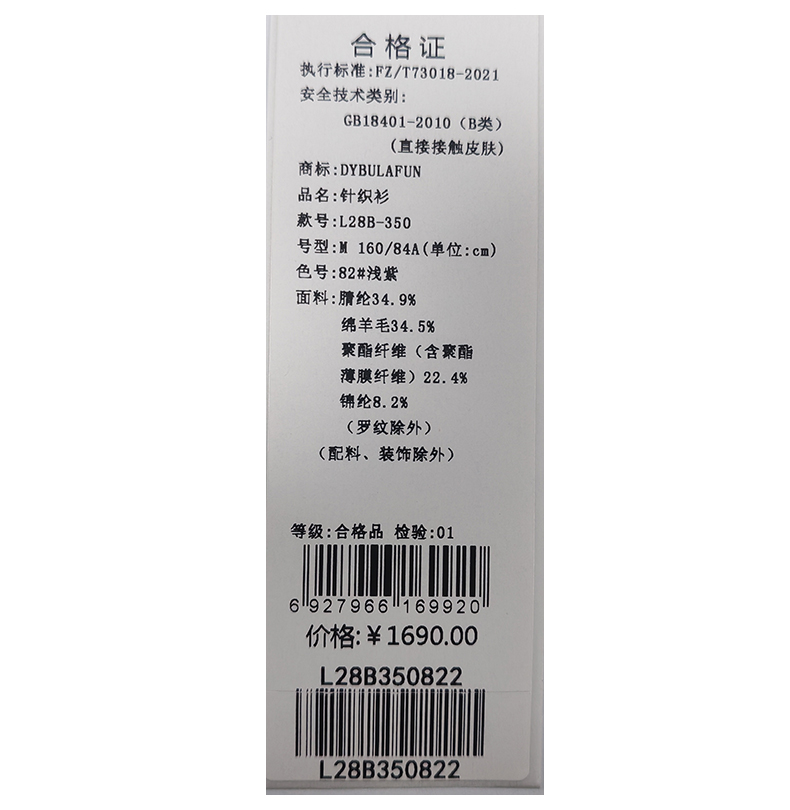 合格证
执行标准:FZ/T73018-2021
安全技术类别:
GB18401-2010（B类）
(直接接触皮肤)
商标:DYBULAFUN
品名:针织衫
款号:L28B-350
号型:M 160/84A(单位:cm)
色号:82#浅紫
面料:腈纶34.9%
绵羊毛34.5%
聚酯纤维（含聚酯
薄膜纤维）22.4%
锦纶8.2%
（罗纹除外）
（配料、装饰除外）
等级:合格品 检验:01
6 927966 169920
价格:￥1690.00
L28B350822
L28B350822